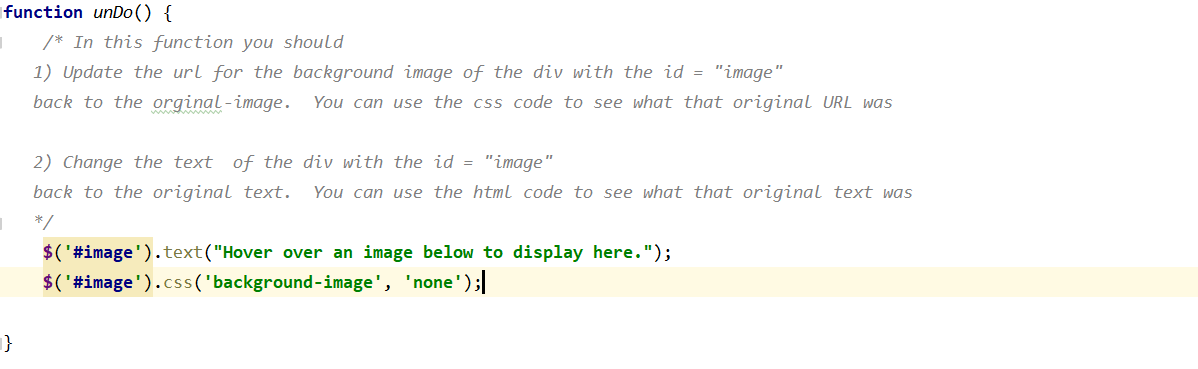 function unDo() {
/* In this function you should
1) Update the url for the background image of the div with the id = "image"
back to the orginal-image.  You can use the css code to see what that original URL was
2) Change the text  of the div with the id = "image"
back to the original text.  You can use the html code to see what that original text was
*/
$('#image').text("Hover over an image below to display here.");
$('#image').css('background-image', 'none');
}